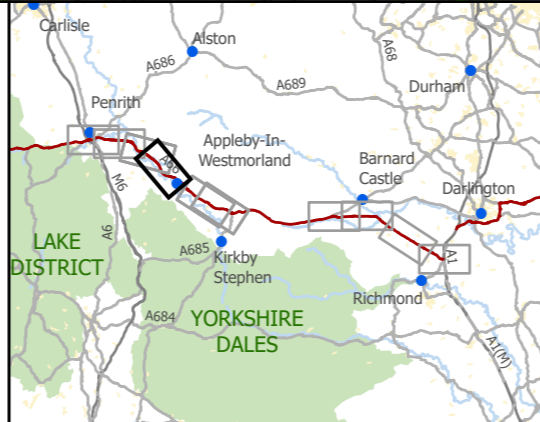 Carlisle
Alston
A68
A686
A689
Durham
Penrith
Appleby-In-
Westmorland
A66
Barnard
Castle
Darlington
M6
A6
LAKE
DISTRICT
A685
Kirkby
Stephen
A1
Richmond
A684
YORKSHIRE
DALES
A1(M)